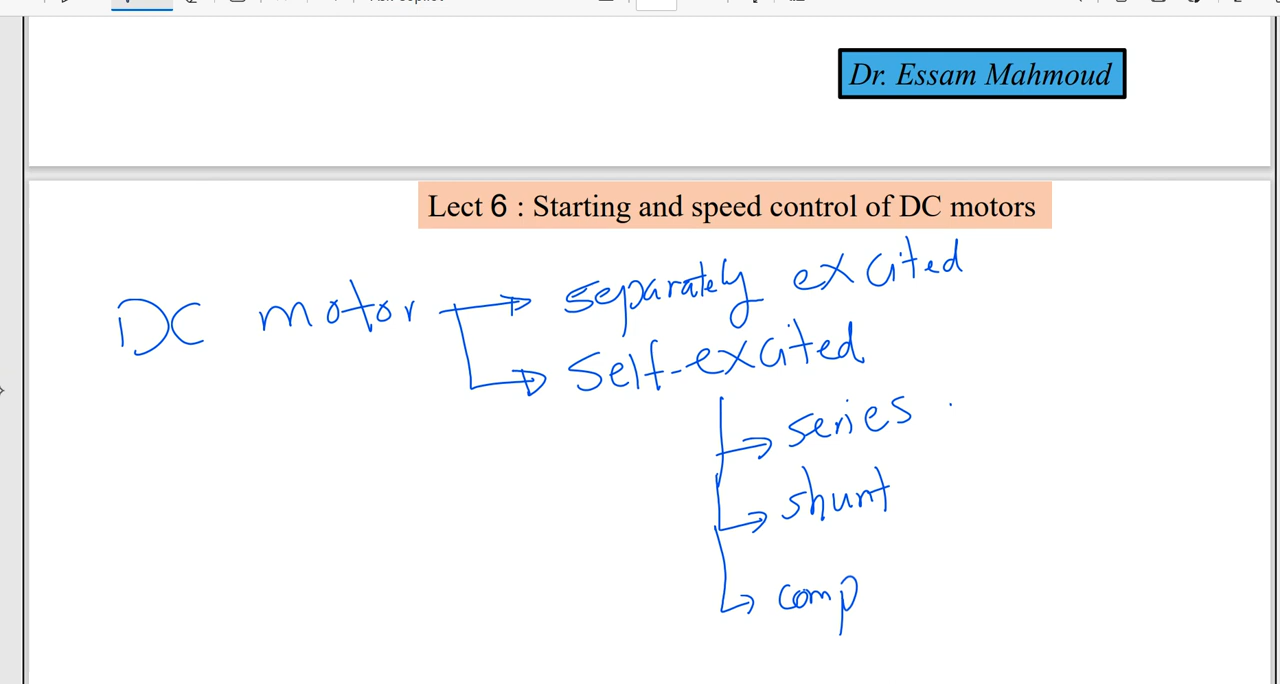 Dr. Essam Mahmoud
Lect 6 : Starting and speed control of DC motors
DC motor → separately excited
→ self-excited
→ series
→ shunt
→ comp